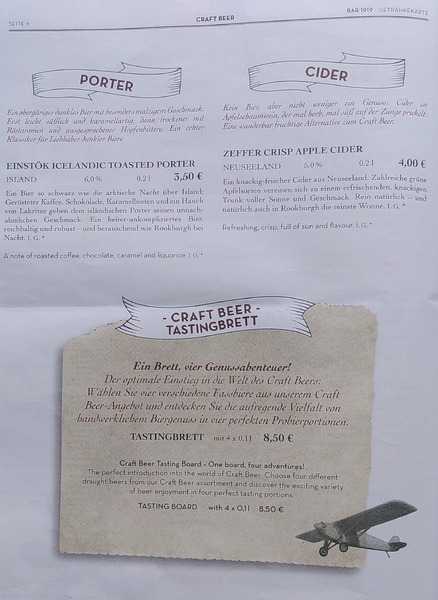 SEITE 6
CRAFT BEER
BAR 1919 - GETRÄNKEKARTE
PORTER
Ein obergäriges dunkles Bier mit besonders malzigem Geschmack.
Erst leicht süßlich und karamellartig, dann trockener mit
Röstaromen und ausgesprochener Hopfenbittere. Ein echter
Klassiker für Liebhaber dunkler Biere.
EINSTÖK ICELANDIC TOASTED PORTER
ISLAND 6,0 % 0,2 l 3,50 €
Ein Bier so schwarz wie die arktische Nacht über Island:
Gerösteter Kaffee, Schokolade, Karamellnoten und ein Hauch
von Lakritze geben dem isländischen Porter seinen unnach-
ahmlichen Geschmack. Ein heiter-unkompliziertes Bier,
reichhaltig und robust – und berauschend wie Rookburgh bei
Nacht. I. G. *
A note of roasted coffee, chocolate, caramel and liquorice. I. G. *
CIDER
Kein Bier, aber nicht weniger ein Genuss: Cider ist
Apfelschaumwein, der mal herb, mal süß auf der Zunge prickelt.
Eine wunderbar fruchtige Alternative zum Craft Beer.
ZEFFER CRISP APPLE CIDER
NEUSEELAND 5,0 % 0,2 l 4,00 €
Ein knackig-frischer Cider aus Neuseeland. Zahlreiche grüne
Apfelsorten vereinen sich zu einem erfrischenden, knackigen
Trunk voller Sonne und Geschmack. Rein natürlich – und
natürlich auch in Rookburgh die reinste Wonne. I. G. *
Refreshing, crisp, full of sun and flavour. I. G. *
- CRAFT BEER -
TASTINGBRETT
Ein Brett, vier Genussabenteuer!
Der optimale Einstieg in die Welt des Craft Beers:
Wählen Sie vier verschiedene Fassbiere aus unserem Craft
Beer-Angebot und entdecken Sie die aufregende Vielfalt von
handwerklichem Biergenuss in vier perfekten Probierportionen.
TASTINGBRETT mit 4 x 0,1 l 8,50 €
Craft Beer Tasting Board - One board, four adventures!
The perfect introduction into the world of Craft Beer: Choose four different
draught beers from our Craft Beer assortment and discover the exciting variety
of beer enjoyment in four perfect tasting portions.
TASTING BOARD with 4 x 0,1 l 8.50 €